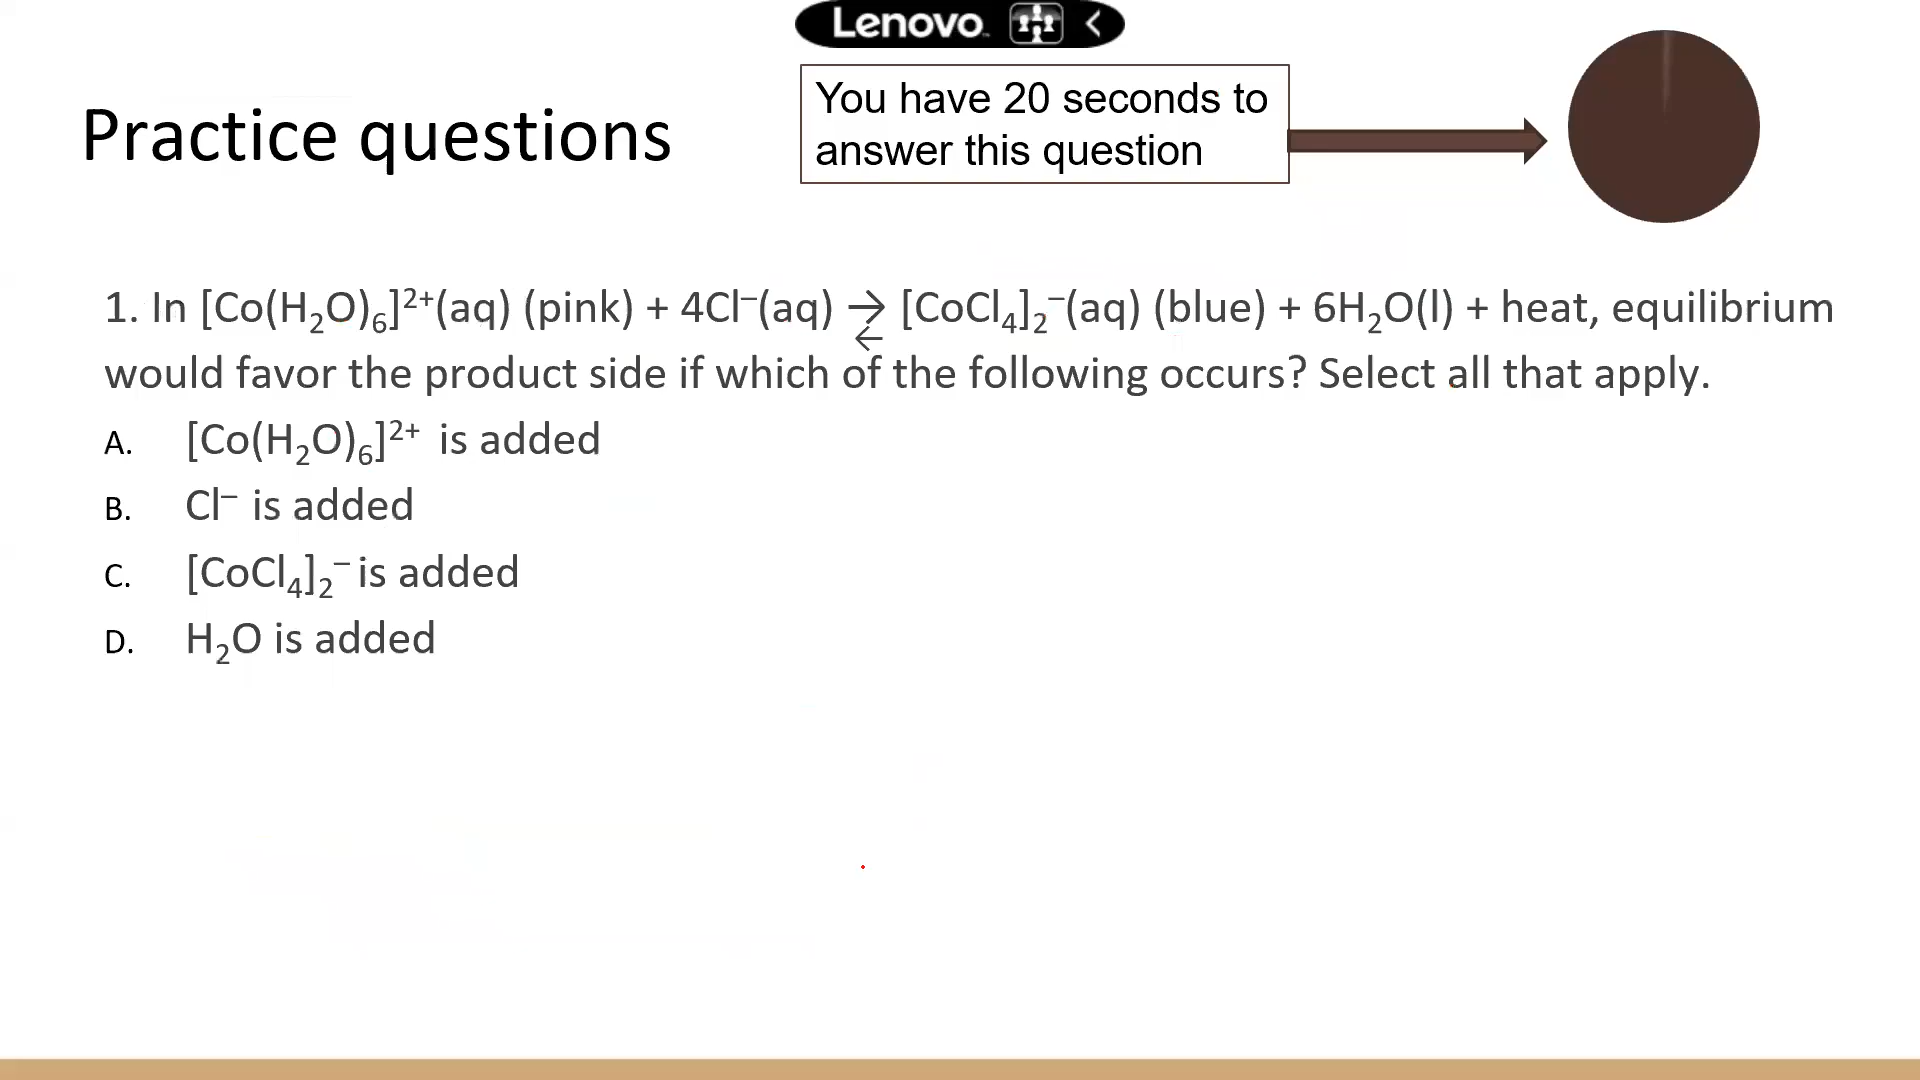 Lenovo
Practice questions
You have 20 seconds to
answer this question
1. In [Co(H₂O)₆]²⁺(aq) (pink) + 4Cl⁻(aq) → [CoCl₄]₂⁻(aq) (blue) + 6H₂O(l) + heat, equilibrium
←
would favor the product side if which of the following occurs? Select all that apply.
A. [Co(H₂O)₆]²⁺ is added
B. Cl⁻ is added
C. [CoCl₄]₂⁻ is added
D. H₂O is added